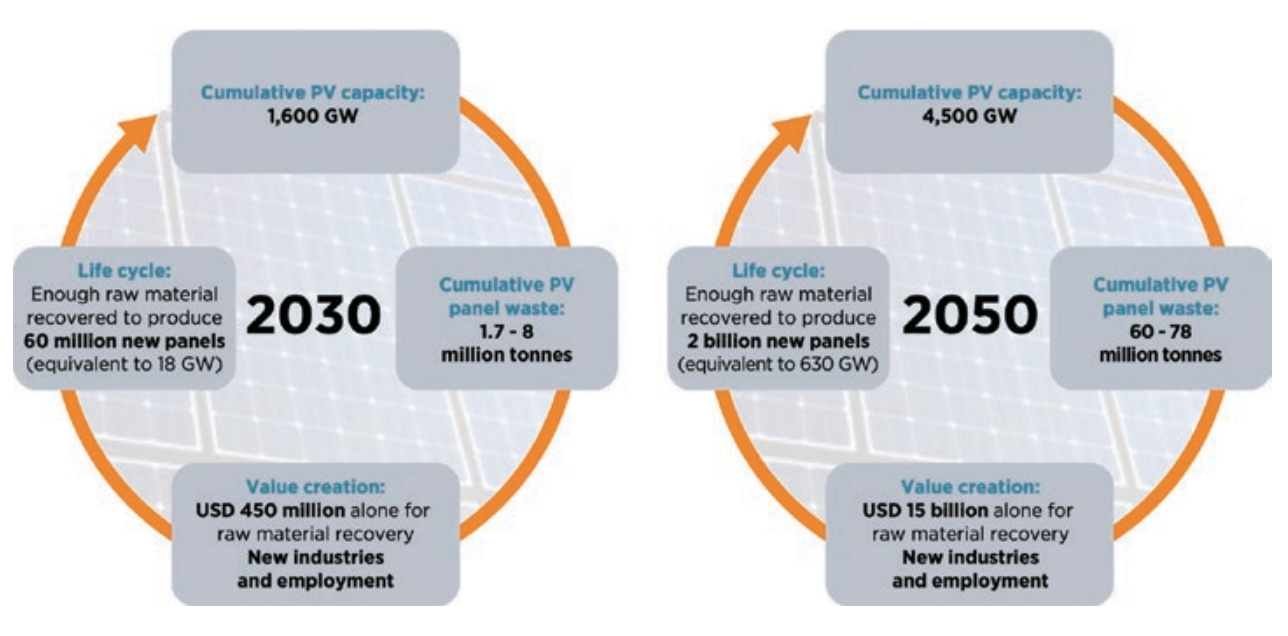 Cumulative PV capacity:
1,600 GW
Life cycle:
Enough raw material
recovered to produce
60 million new panels
(equivalent to 18 GW)
2030
Cumulative PV
panel waste:
1.7 - 8
million tonnes
Value creation:
USD 450 million alone for
raw material recovery
New industries
and employment
Cumulative PV capacity:
4,500 GW
Life cycle:
Enough raw material
recovered to produce
2 billion new panels
(equivalent to 630 GW)
2050
Cumulative PV
panel waste:
60 - 78
million tonnes
Value creation:
USD 15 billion alone for
raw material recovery
New industries
and employment